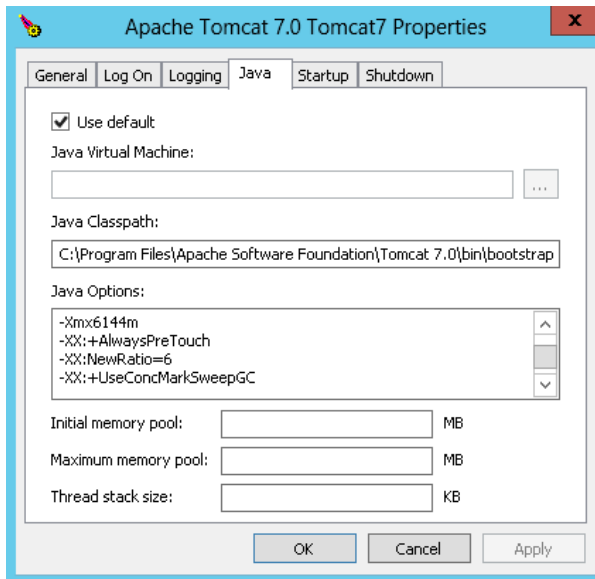 Apache Tomcat 7.0 Tomcat7 Properties
x
General Log On Logging Java Startup Shutdown
Use default
Java Virtual Machine:
...
Java Classpath:
C:\Program Files\Apache Software Foundation\Tomcat 7.0\bin\bootstrap
Java Options:
-Xmx6144m
-XX:+AlwaysPreTouch
-XX:NewRatio=6
-XX:+UseConcMarkSweepGC
Initial memory pool: MB
Maximum memory pool: MB
Thread stack size: KB
OK Cancel Apply